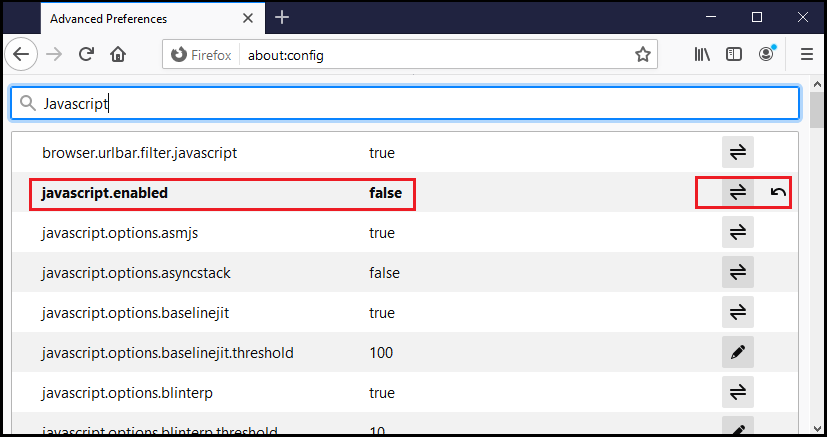 Advanced Preferences
Firefox about:config
Javascript
browser.urlbar.filter.javascript true
javascript.enabled false
javascript.options.asmjs true
javascript.options.asyncstack false
javascript.options.baselinejit true
javascript.options.baselinejit.threshold 100
javascript.options.blinterp true
javascript.options.blinterp.threshold 10